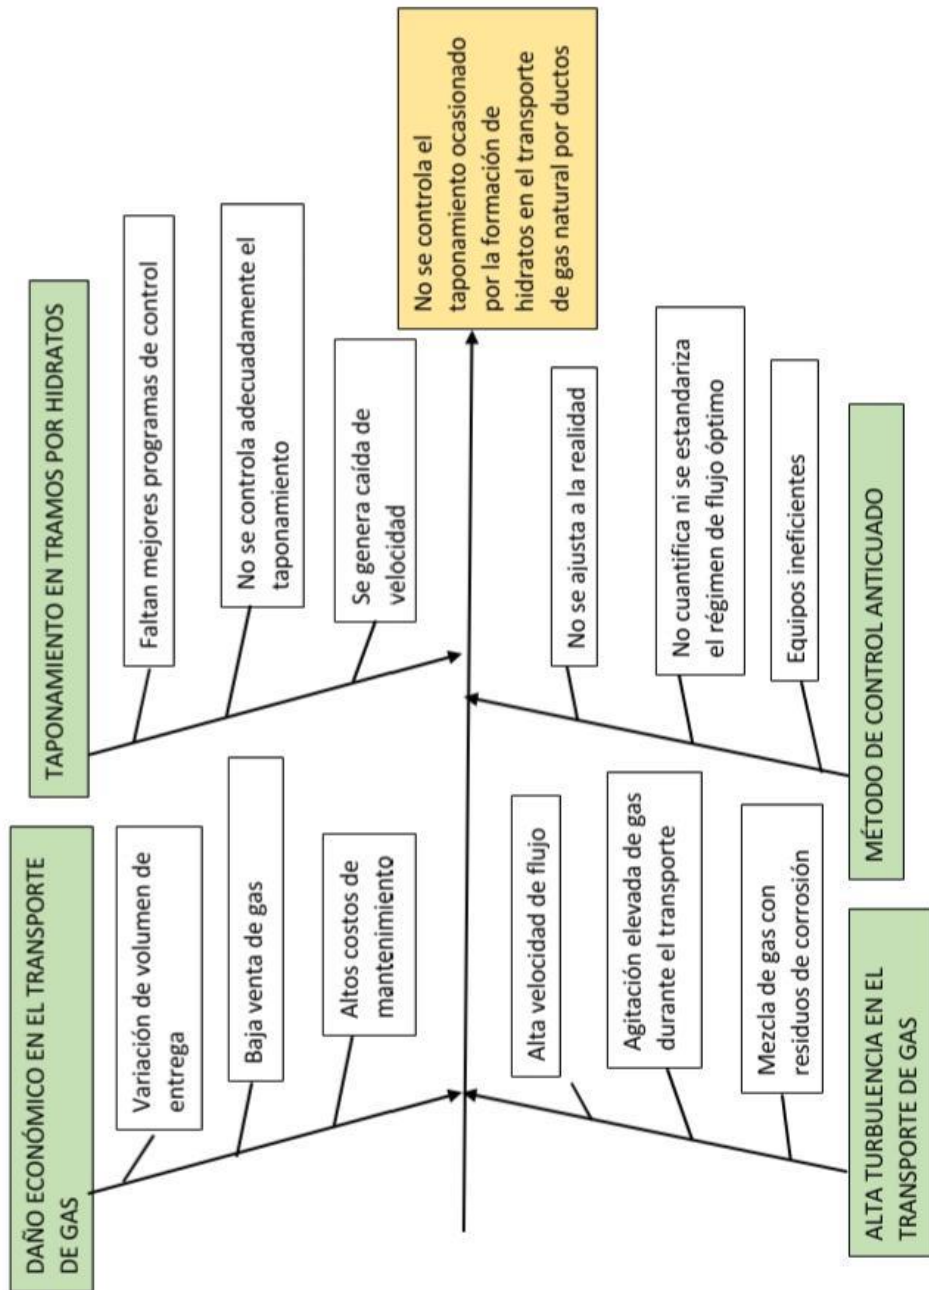 DAÑO ECONÓMICO EN EL TRANSPORTE
DE GAS
Variación de volumen de
entrega
Baja venta de gas
Altos costos de
mantenimiento
TAPONAMIENTO EN TRAMOS POR HIDRATOS
Faltan mejores programas de control
No se controla adecuadamente el
taponamiento
Se genera caída de
velocidad
No se controla el
taponamiento ocasionado
por la formación de
hidratos en el transporte
de gas natural por ductos
Alta velocidad de flujo
Agitación elevada de gas
durante el transporte
Mezcla de gas con
residuos de corrosión
ALTA TURBULENCIA EN EL
TRANSPORTE DE GAS
No se ajusta a la realidad
No cuantifica ni se estandariza
el régimen de flujo óptimo
Equipos ineficientes
MÉTODO DE CONTROL ANTICUADO